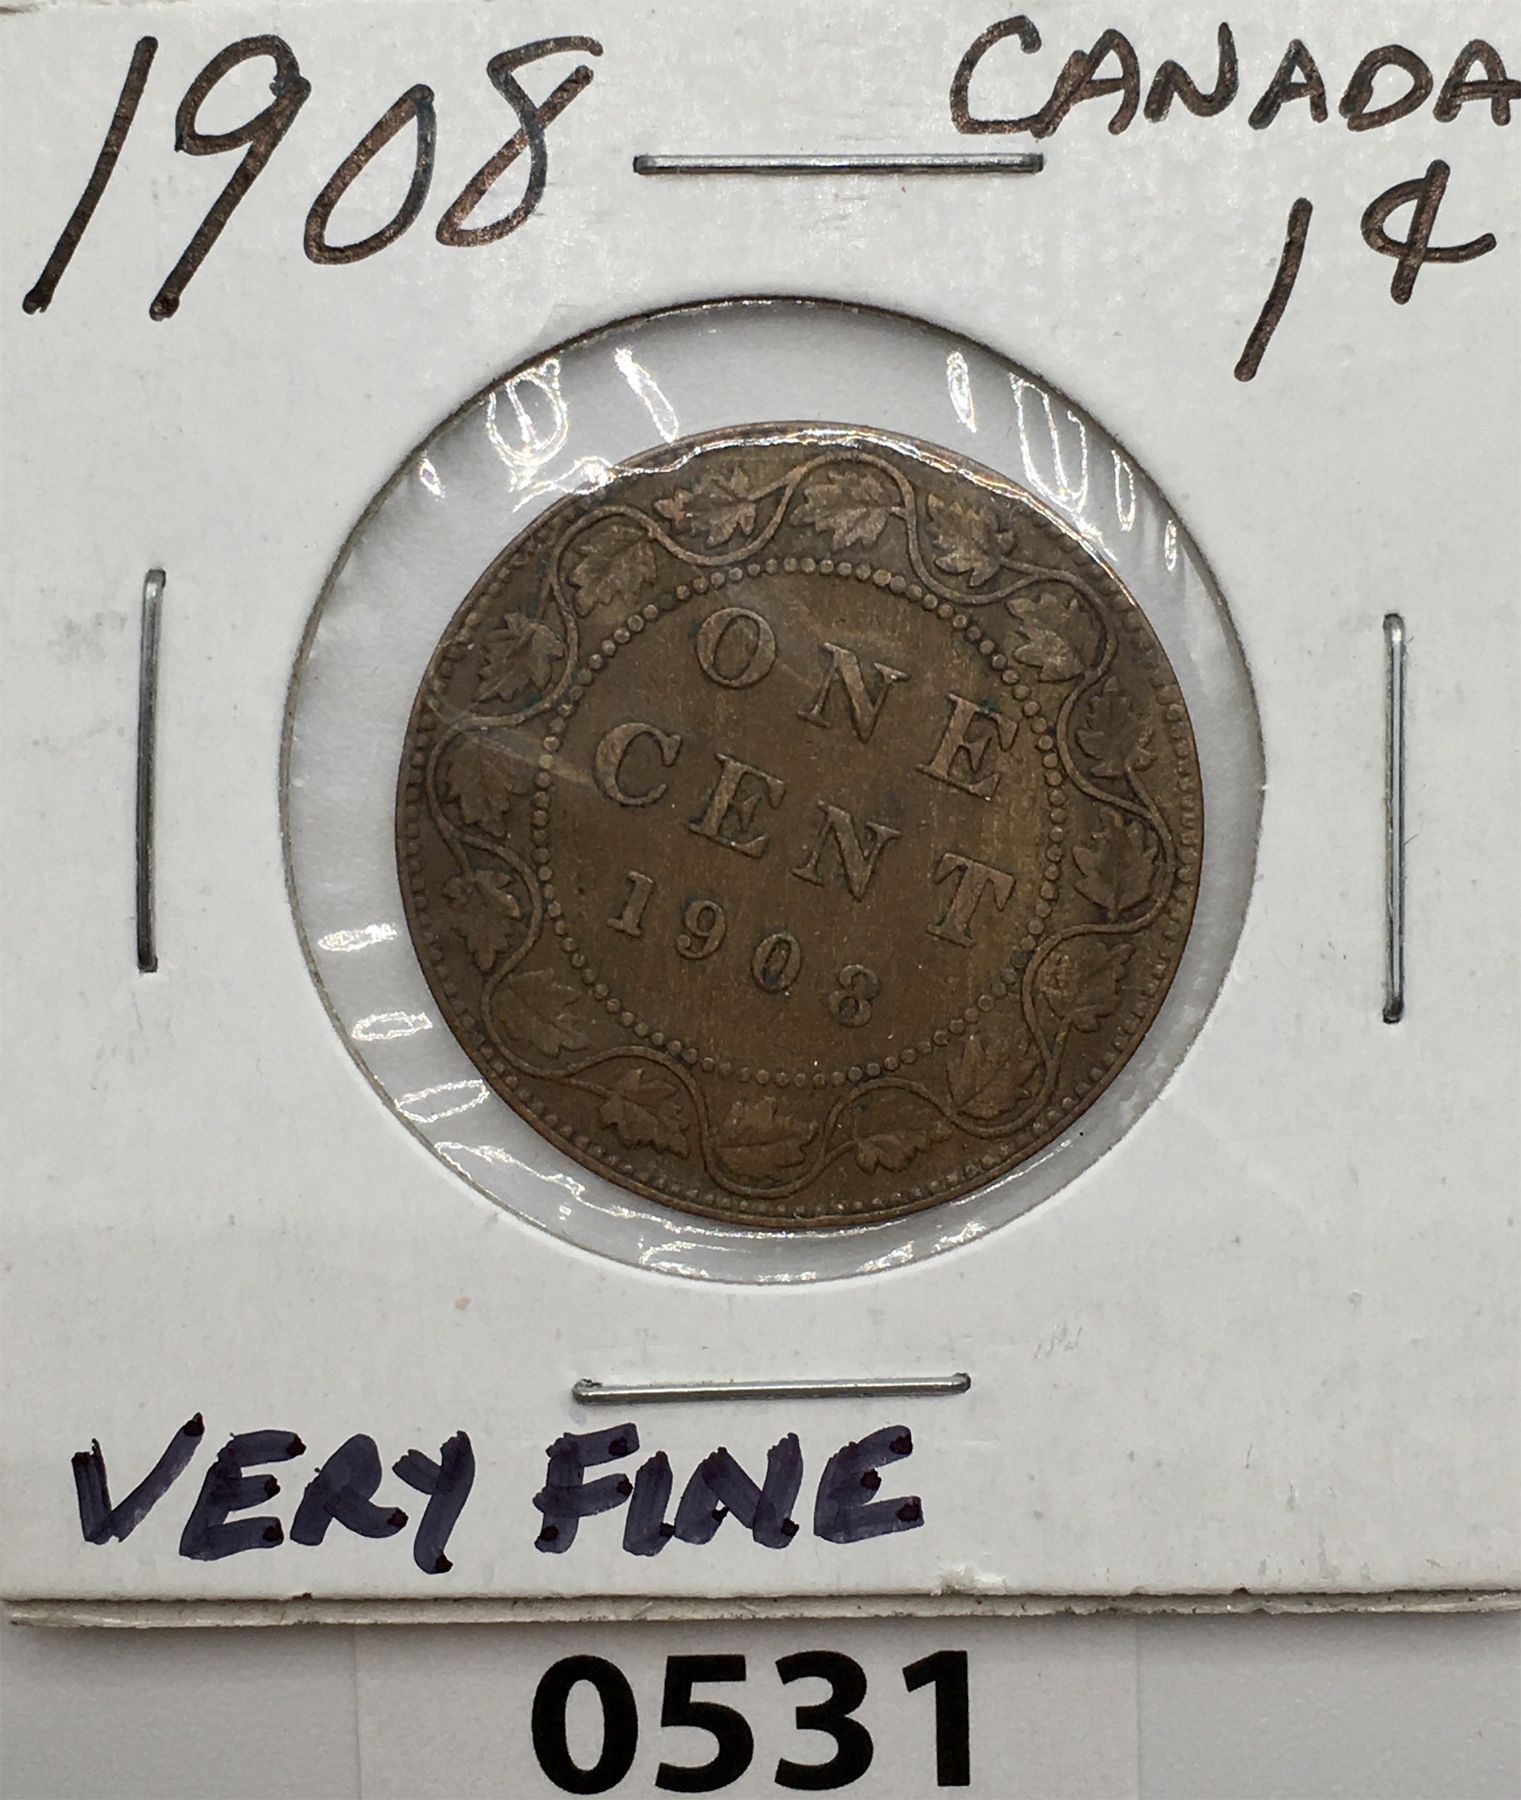 1908
CANADA
1¢
ONE
CENT
1908
VERY FINE
0531